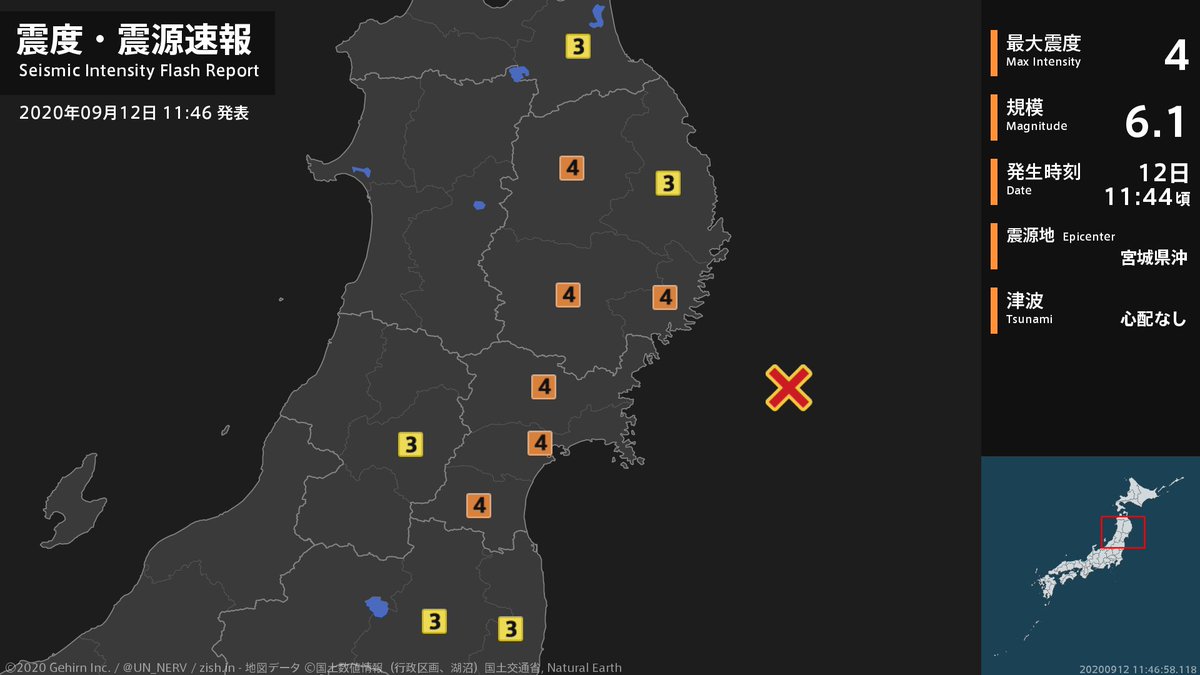 震度・震源速報
Seismic Intensity Flash Report
2020年09月12日 11:46 発表
3
4
3
4
4
4
3
4
4
3
3
©2020 Gehirn Inc. / @UN_NERV / zish.in - 地図データ ©国土数値情報（行政区画、湖沼）国土交通省, Natural Earth
最大震度
Max Intensity
4
規模
Magnitude
6.1
発生時刻
Date
12日
11:44頃
震源地 Epicenter
宮城県沖
津波
Tsunami
心配なし
20200912 11:46:58.118